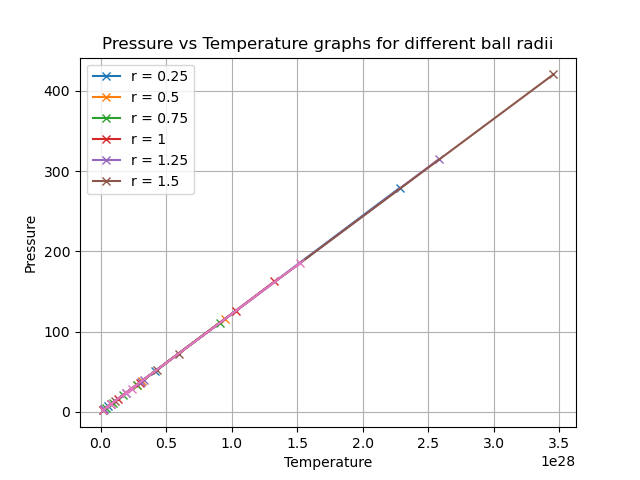 Pressure vs Temperature graphs for different ball radii
r = 0.25
r = 0.5
r = 0.75
r = 1
r = 1.25
r = 1.5
400
300
200
100
0
Pressure
0.0 0.5 1.0 1.5 2.0 2.5 3.0 3.5
1e28
Temperature